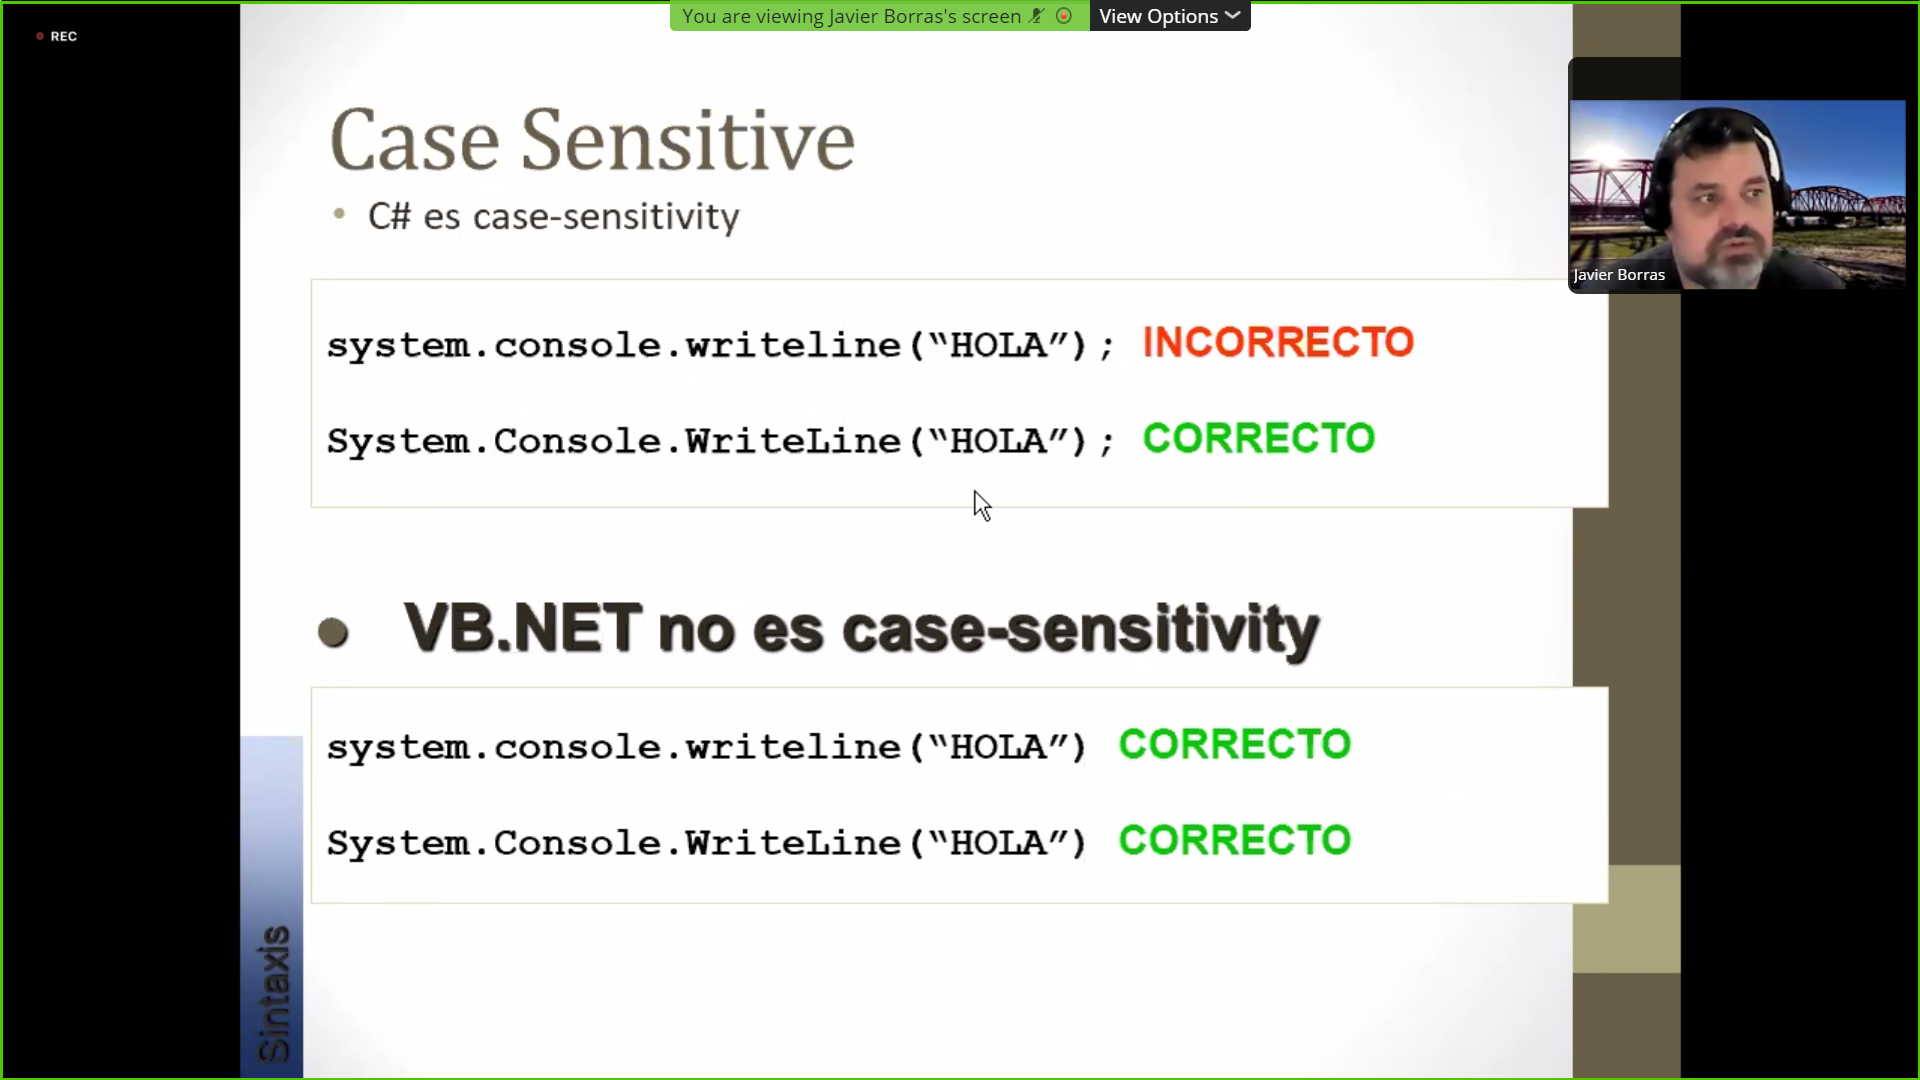 You are viewing Javier Borras's screen
View Options
REC
Case Sensitive
• C# es case-sensitivity
system.console.writeline(“HOLA”); INCORRECTO
System.Console.WriteLine(“HOLA”); CORRECTO
Javier Borras
• VB.NET no es case-sensitivity
system.console.writeline(“HOLA”) CORRECTO
System.Console.WriteLine(“HOLA”) CORRECTO
Sintaxis